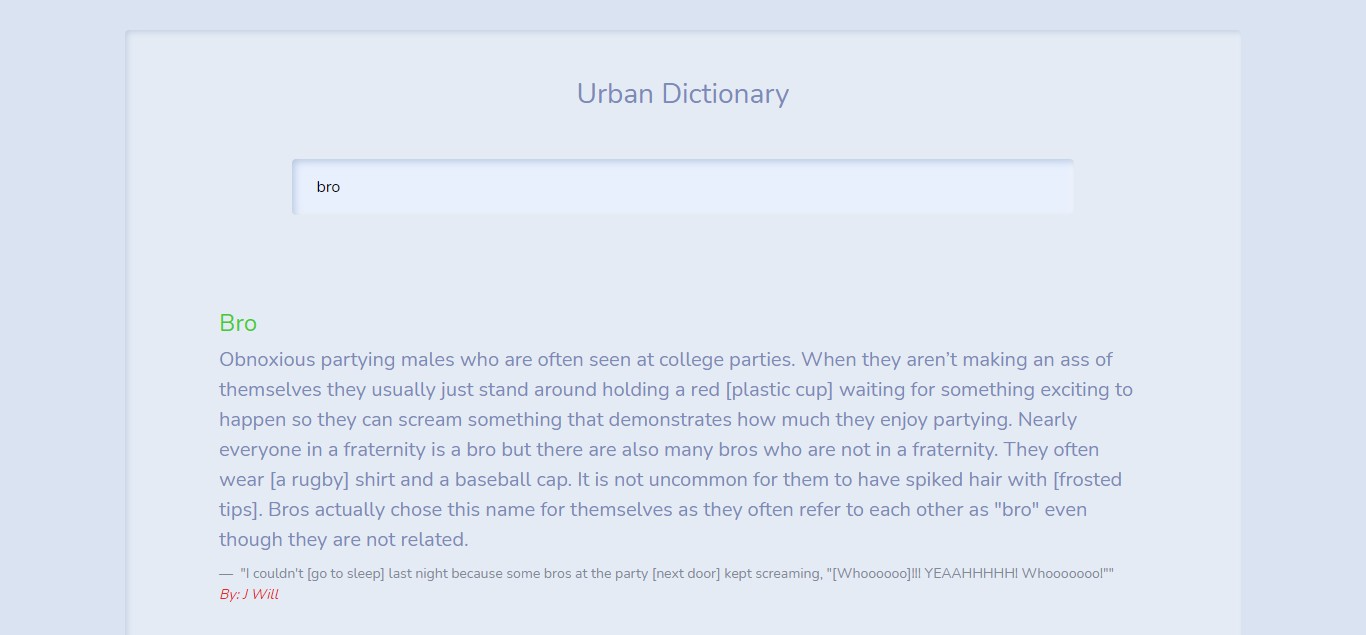 Urban Dictionary
bro
Bro
Obnoxious partying males who are often seen at college parties. When they aren’t making an ass of
themselves they usually just stand around holding a red [plastic cup] waiting for something exciting to
happen so they can scream something that demonstrates how much they enjoy partying. Nearly
everyone in a fraternity is a bro but there are also many bros who are not in a fraternity. They often
wear [a rugby] shirt and a baseball cap. It is not uncommon for them to have spiked hair with [frosted
tips]. Bros actually chose this name for themselves as they often refer to each other as "bro" even
though they are not related.
— "I couldn't [go to sleep] last night because some bros at the party [next door] kept screaming, "[Whoooooo]!!! YEAAHHHHH! Whooooooo!""
By: J Will